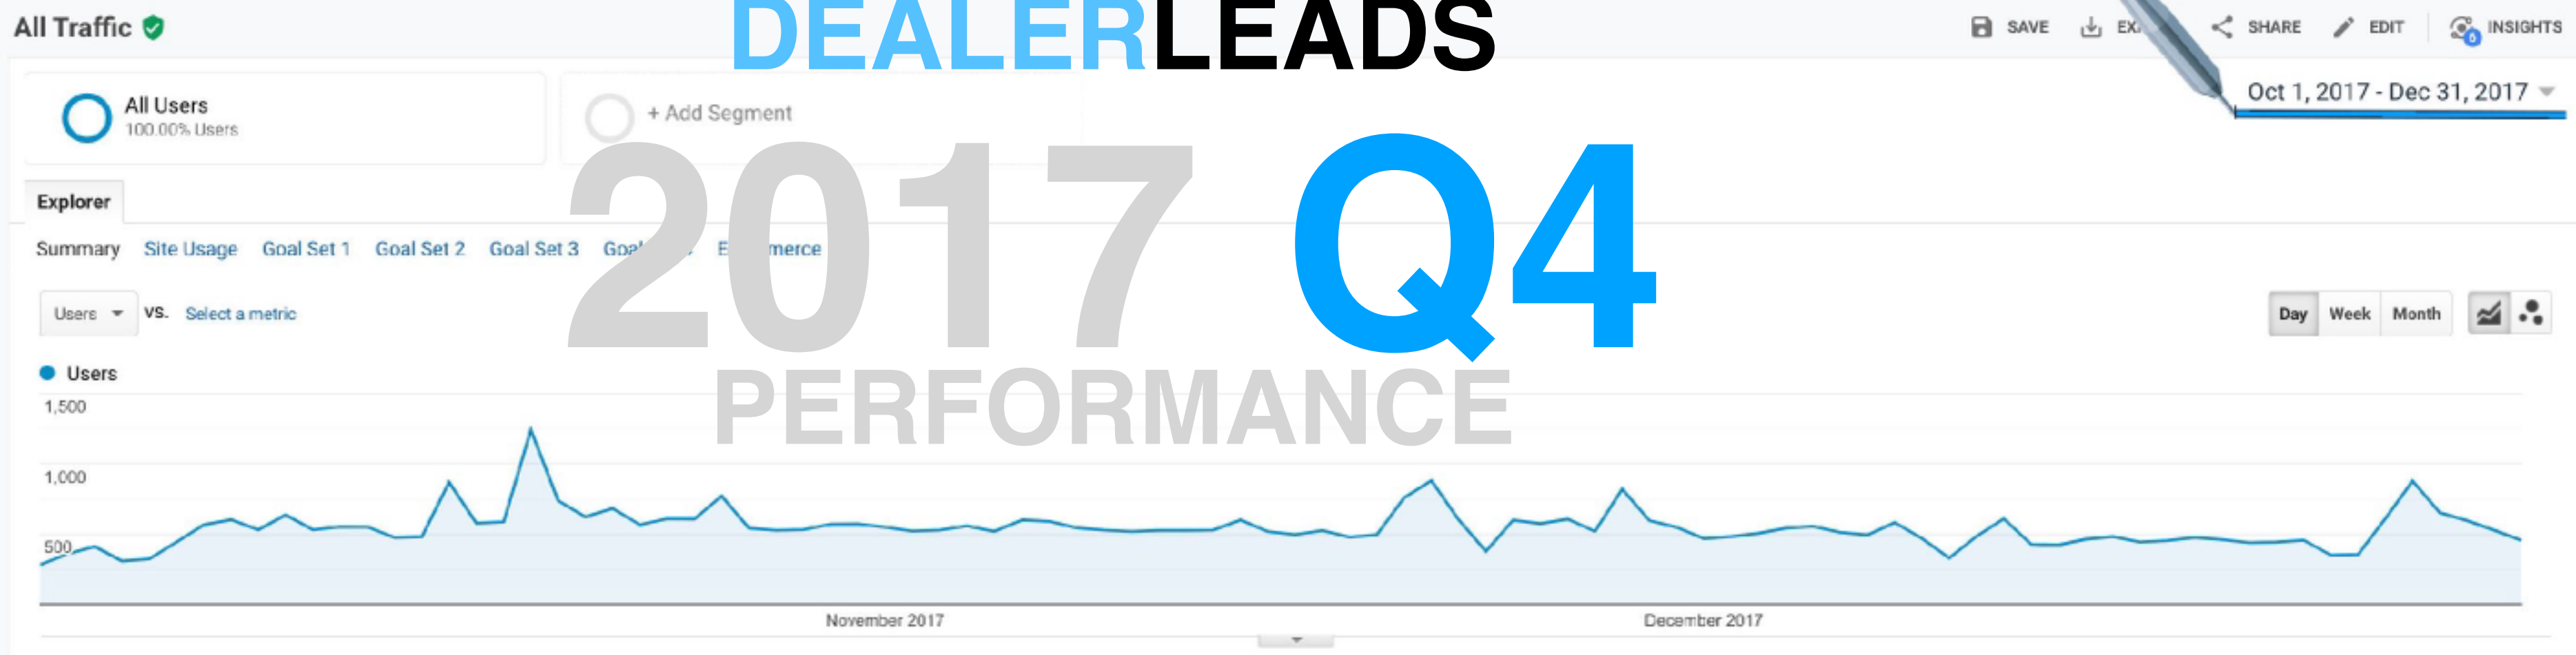 All Traffic
DEALERLEADS
SAVE
SHARE
EDIT
INSIGHTS
6
All Users
100.00% Users
+ Add Segment
Oct 1, 2017 - Dec 31, 2017
2017 Q4
PERFORMANCE
Explorer
Summary Site Usage Goal Set 1 Goal Set 2 Goal Set 3
Users VS. Select a metric
Day Week Month
Users
1,500
1,000
500
November 2017 December 2017